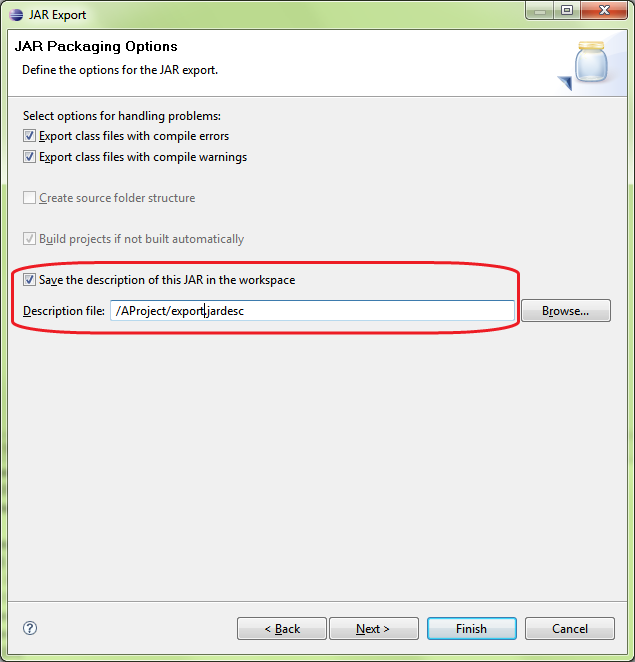 JAR Export
JAR Packaging Options
Define the options for the JAR export.
Select options for handling problems:
Export class files with compile errors
Export class files with compile warnings
Create source folder structure
Build projects if not built automatically
Save the description of this JAR in the workspace
Description file: /AProject/export.jardesc Browse...
? < Back Next > Finish Cancel